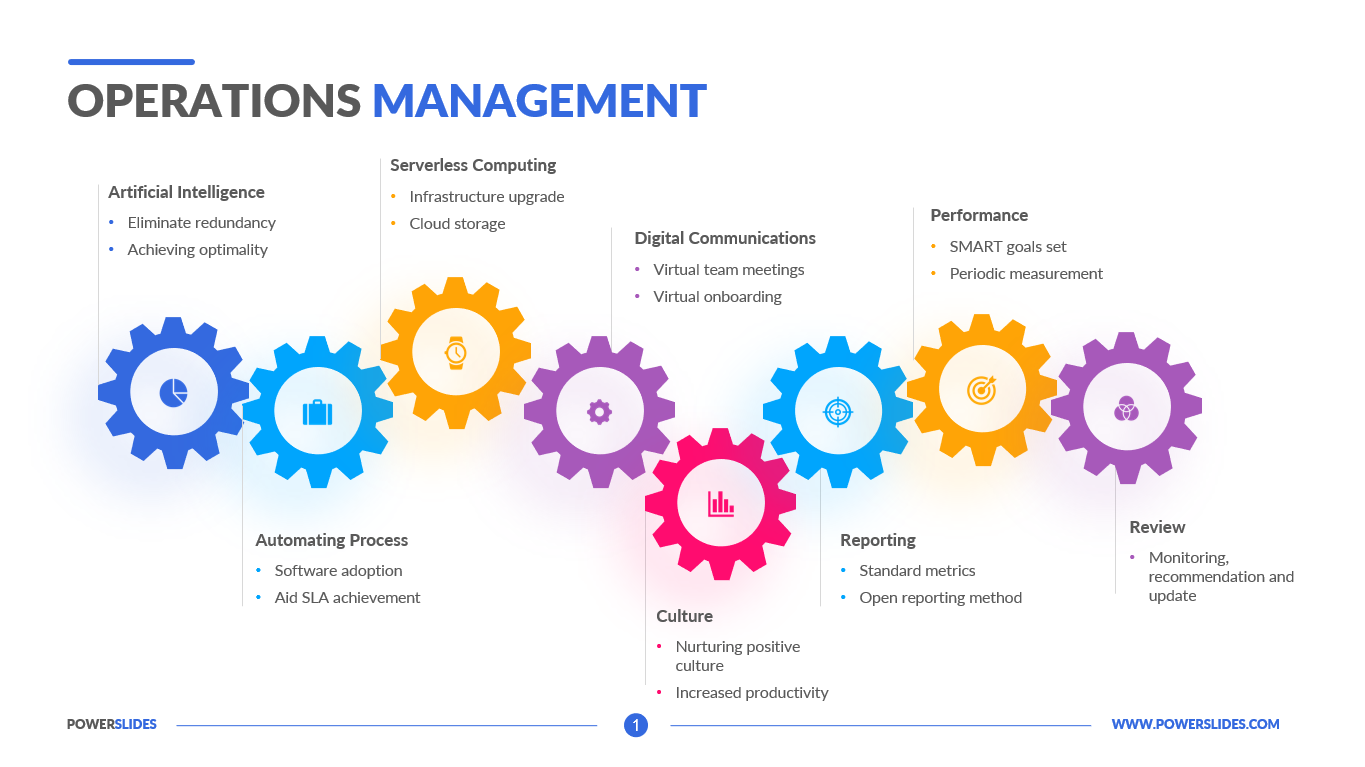 OPERATIONS MANAGEMENT
Artificial Intelligence
• Eliminate redundancy
• Achieving optimality
Serverless Computing
• Infrastructure upgrade
• Cloud storage
Digital Communications
• Virtual team meetings
• Virtual onboarding
Performance
• SMART goals set
• Periodic measurement
Automating Process
• Software adoption
• Aid SLA achievement
Culture
• Nurturing positive
culture
• Increased productivity
Reporting
• Standard metrics
• Open reporting method
Review
• Monitoring,
recommendation and
update
POWERSLIDES
1
WWW.POWERSLIDES.COM